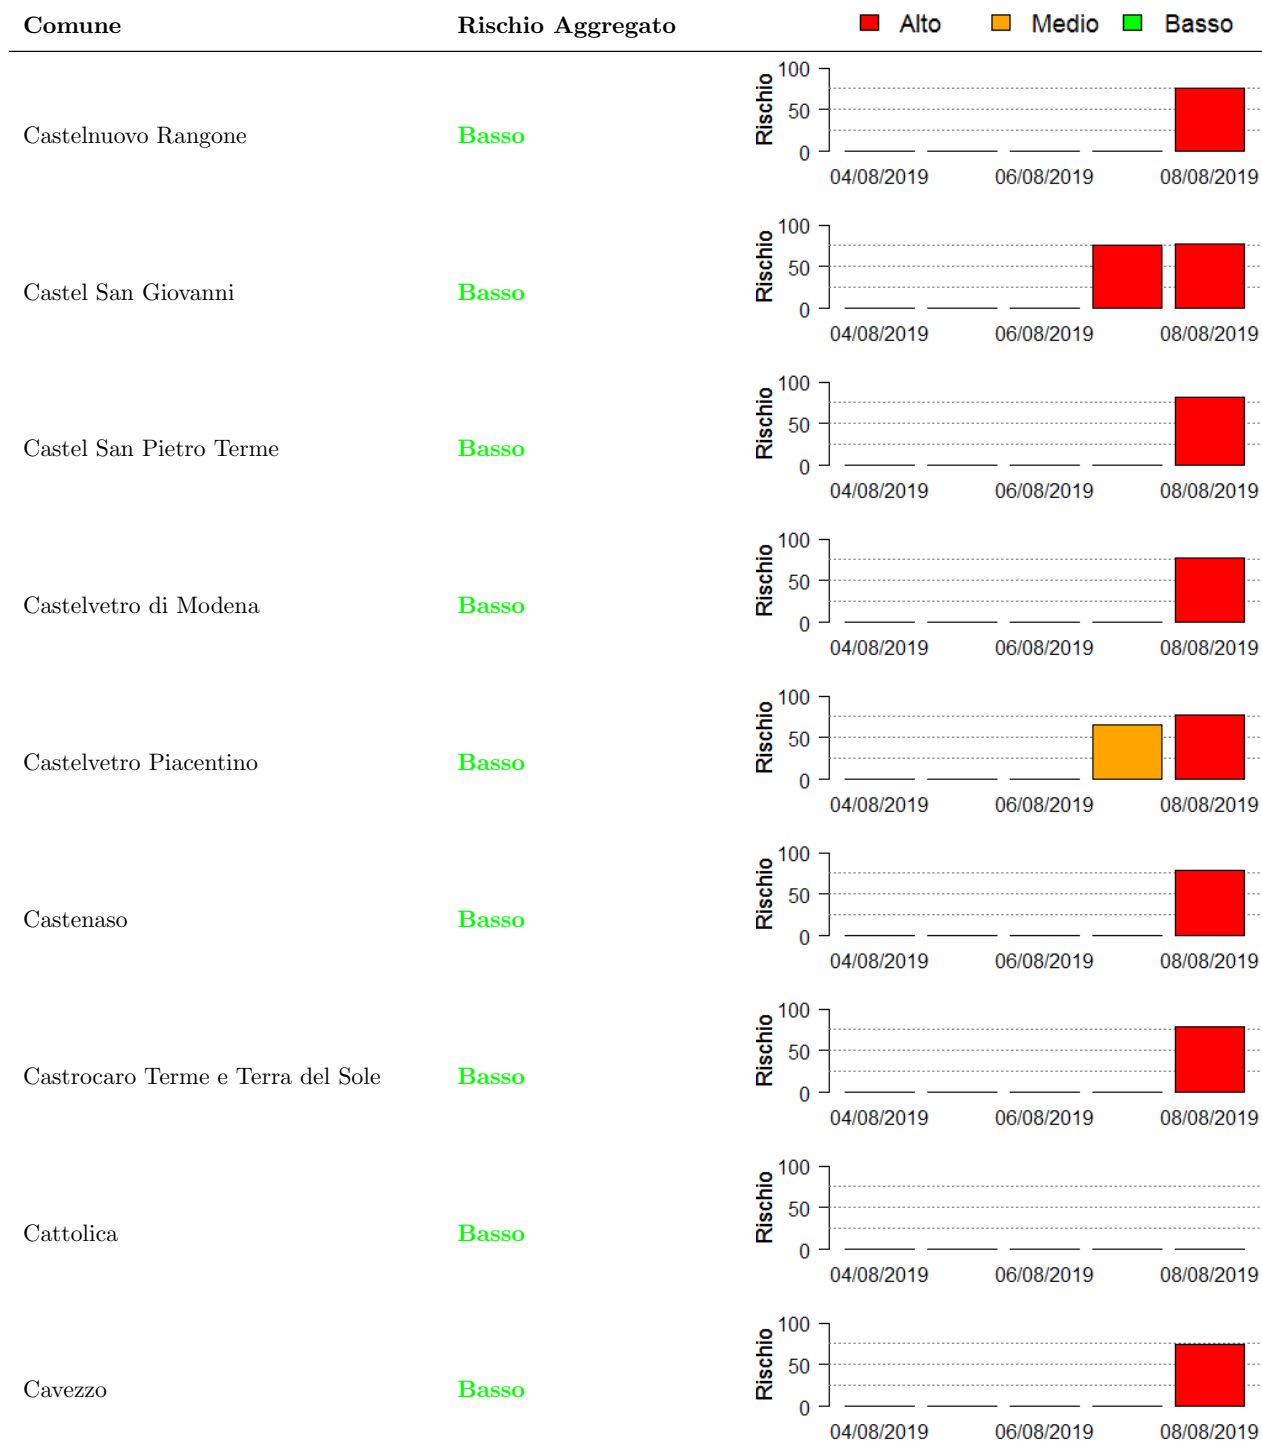 Comune Rischio Aggregato Alto Medio Basso
Rischio
100
50
0
Castelnuovo Rangone Basso
04/08/2019 06/08/2019 08/08/2019
Rischio
100
50
0
Castel San Giovanni Basso
04/08/2019 06/08/2019 08/08/2019
Rischio
100
50
0
Castel San Pietro Terme Basso
04/08/2019 06/08/2019 08/08/2019
Rischio
100
50
0
Castelvetro di Modena Basso
04/08/2019 06/08/2019 08/08/2019
Rischio
100
50
0
Castelvetro Piacentino Basso
04/08/2019 06/08/2019 08/08/2019
Rischio
100
50
0
Castenaso Basso
04/08/2019 06/08/2019 08/08/2019
Rischio
100
50
0
Castrocaro Terme e Terra del Sole Basso
04/08/2019 06/08/2019 08/08/2019
Rischio
100
50
0
Cattolica Basso
04/08/2019 06/08/2019 08/08/2019
Rischio
100
50
0
Cavezzo Basso
04/08/2019 06/08/2019 08/08/2019